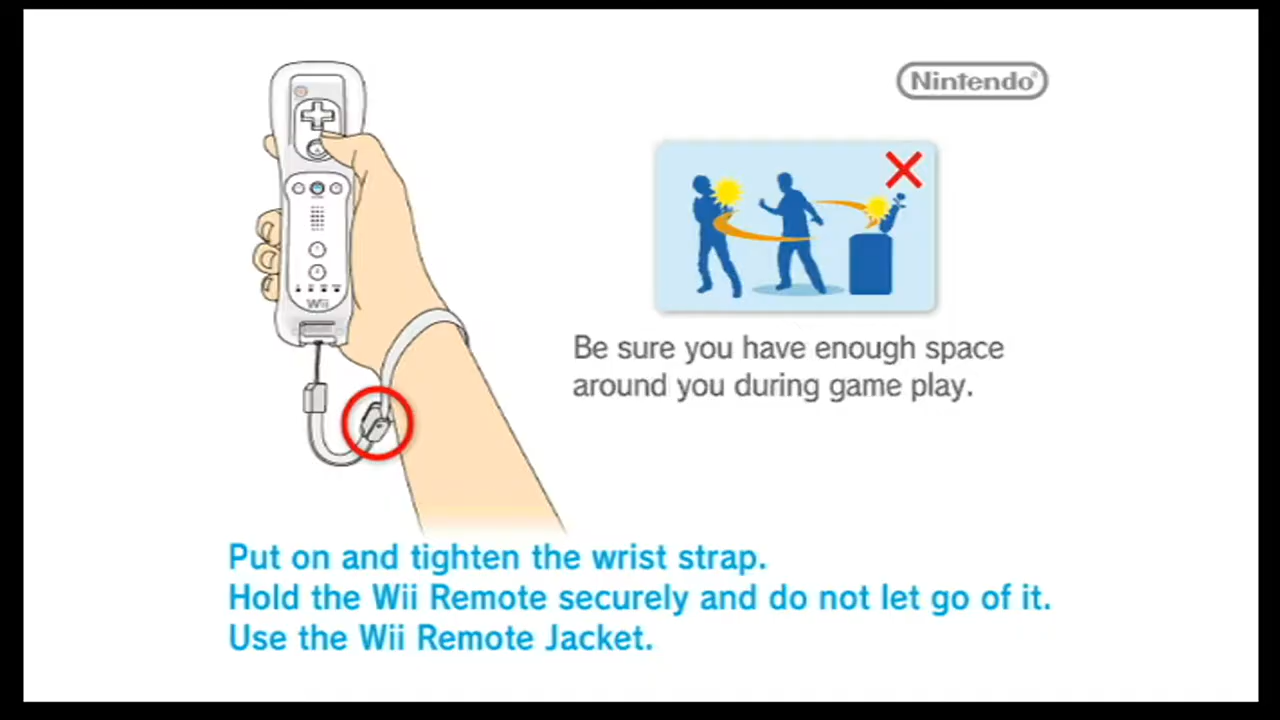 Nintendo®
Wii
Be sure you have enough space
around you during game play.
Put on and tighten the wrist strap.
Hold the Wii Remote securely and do not let go of it.
Use the Wii Remote Jacket.